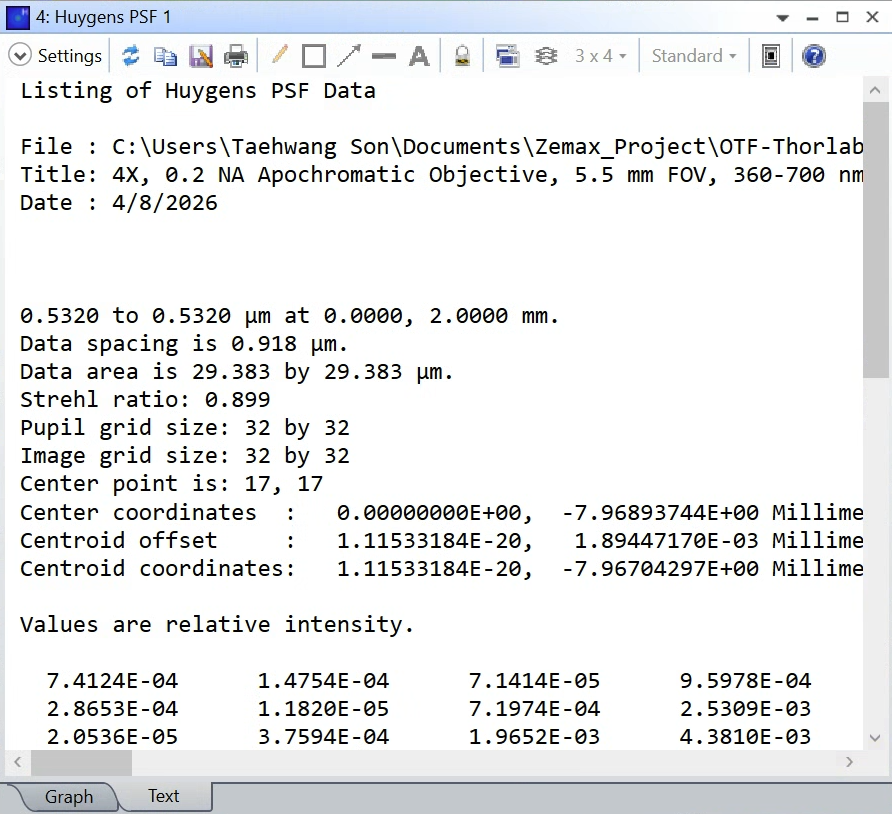 4: Huygens PSF 1
Settings
3 x 4
Standard
Listing of Huygens PSF Data
File : C:\Users\Taehwang Son\Documents\Zemax_Project\OTF-Thorlab
Title: 4X, 0.2 NA Apochromatic Objective, 5.5 mm FOV, 360-700 nm
Date : 4/8/2026
0.5320 to 0.5320 µm at 0.0000, 2.0000 mm.
Data spacing is 0.918 µm.
Data area is 29.383 by 29.383 µm.
Strehl ratio: 0.899
Pupil grid size: 32 by 32
Image grid size: 32 by 32
Center point is: 17, 17
Center coordinates  :   0.00000000E+00,  -7.96893744E+00 Millime
Centroid offset     :   1.11533184E-20,   1.89447170E-03 Millime
Centroid coordinates:   1.11533184E-20,  -7.96704297E+00 Millime
Values are relative intensity.
7.4124E-04      1.4754E-04      7.1414E-05      9.5978E-04
2.8653E-04      1.1820E-05      7.1974E-04      2.5309E-03
2.0536E-05      3.7594E-04      1.9652E-03      4.3810E-03
Graph
Text